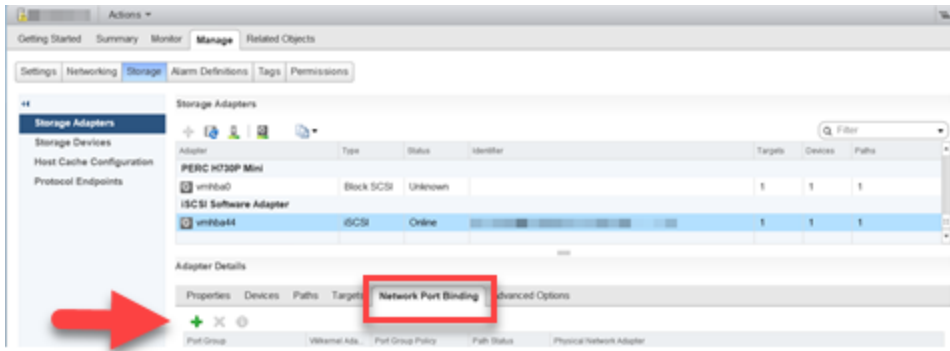 Actions
Getting Started Summary Monitor Manage Related Objects
Settings Networking Storage Alarm Definitions Tags Permissions
Storage Adapters
Storage Adapters
Storage Devices
Host Cache Configuration
Protocol Endpoints
Filter
Adapter Type Status Identifier Targets Devices Paths
PERC H730P Mini
vmhba0 Block SCSI Unknown 1 1 1
iSCSI Software Adapter
vmhba44 iSCSI Online 1 1 1
Adapter Details
Properties Devices Paths Targets Network Port Binding Advanced Options
Port Group VMkernel Ada... Port Group Policy Path Status Physical Network Adapter